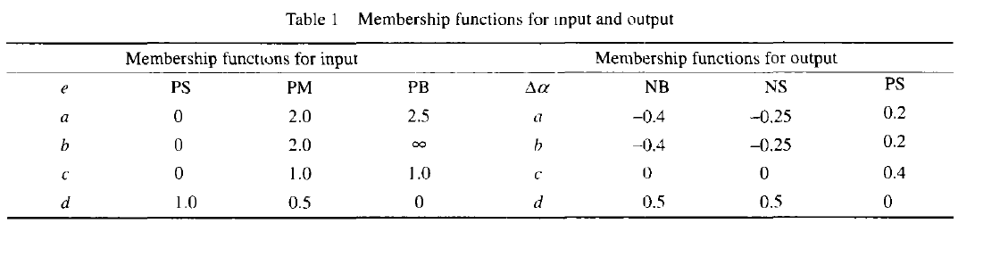 Table 1 Membership functions for input and output
Membership functions for input Membership functions for output
e PS PM PB Δα NB NS PS
a 0 2.0 2.5 a –0.4 –0.25 0.2
b 0 2.0 ∞ b –0.4 –0.25 0.2
c 0 1.0 1.0 c 0 0 0.4
d 1.0 0.5 0 d 0.5 0.5 0